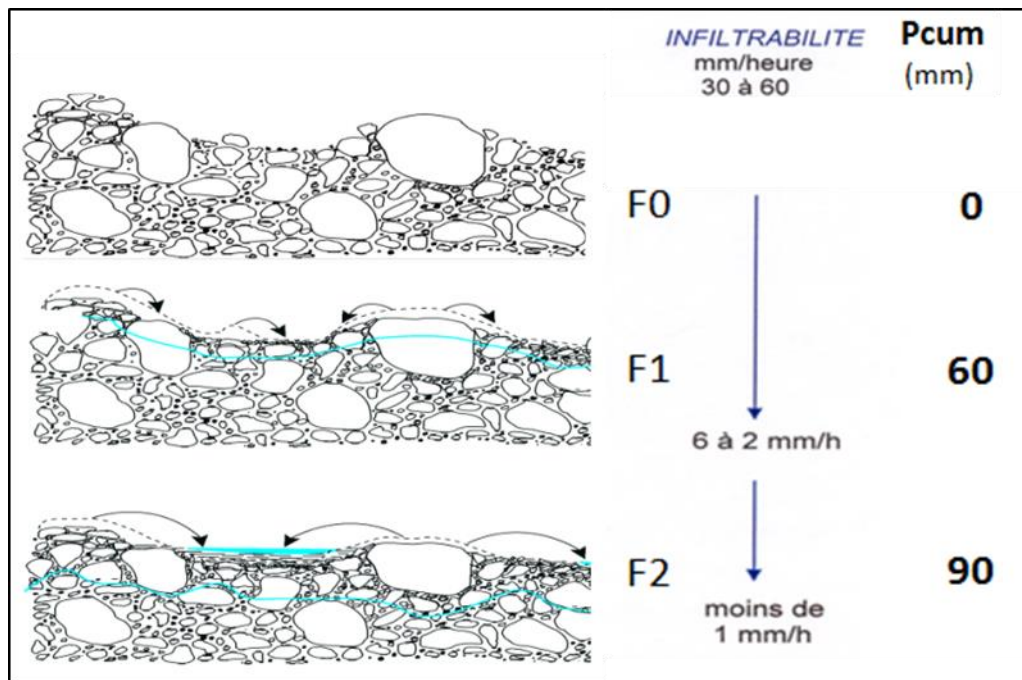 INFILTRABILITE
mm/heure
30 à 60
Pcum
(mm)
F0
0
F1
60
6 à 2 mm/h
F2
90
moins de
1 mm/h